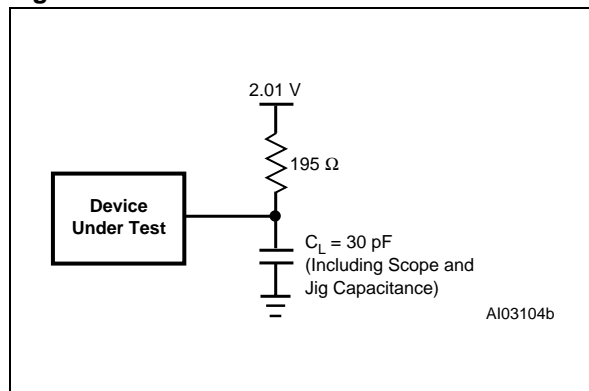 2.01 V
195 Ω
Device
Under Test
C_L = 30 pF
(Including Scope and
Jig Capacitance)
AI03104b